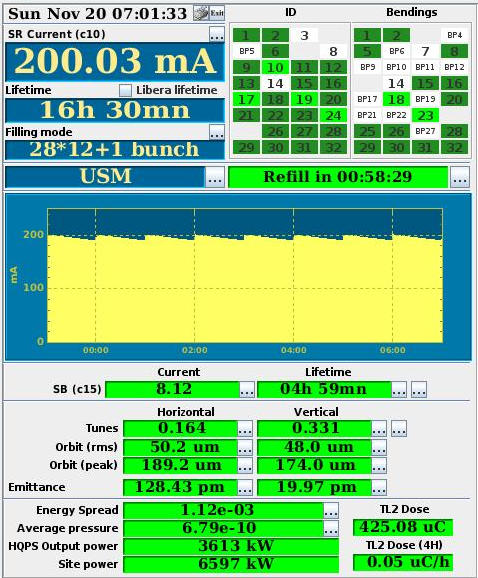 Sun Nov 20 07:01:33 Exit
SR Current (c10) ...
200.03 mA
Lifetime Libera lifetime
16h 30mn
Filling mode ...
28*12+1 bunch
ID
1 2 3
BP5 6 8
9 10 11 12
13 14 15 16
17 18 19 20
21 22 23 24
26 27 28
29 30 31 32
Bendings
1 2 BP4
5 BP6 7 8
BP9 BP10 BP11 BP12
14 15 16
BP17 18 BP19 20
BP21 BP22 23
25 26 BP27 28
29 30 31 32
USM ... Refill in 00:58:29 ...
mA
200
100
0
00:00 02:00 04:00 06:00
Current Lifetime
SB (c15) 8.12 ... 04h 59mn ... ...
Horizontal Vertical
Tunes 0.164 ... 0.331 ... ...
Orbit (rms) 50.2 um ... 48.0 um ...
Orbit (peak) 189.2 um ... 174.0 um ...
Emittance 128.43 pm ... 19.97 pm ...
Energy Spread 1.12e-03 ...
Average pressure 6.79e-10 ...
HQPS Output power 3613 kW
Site power 6597 kW
TL2 Dose
425.08 uC
TL2 Dose (4H)
0.05 uC/h